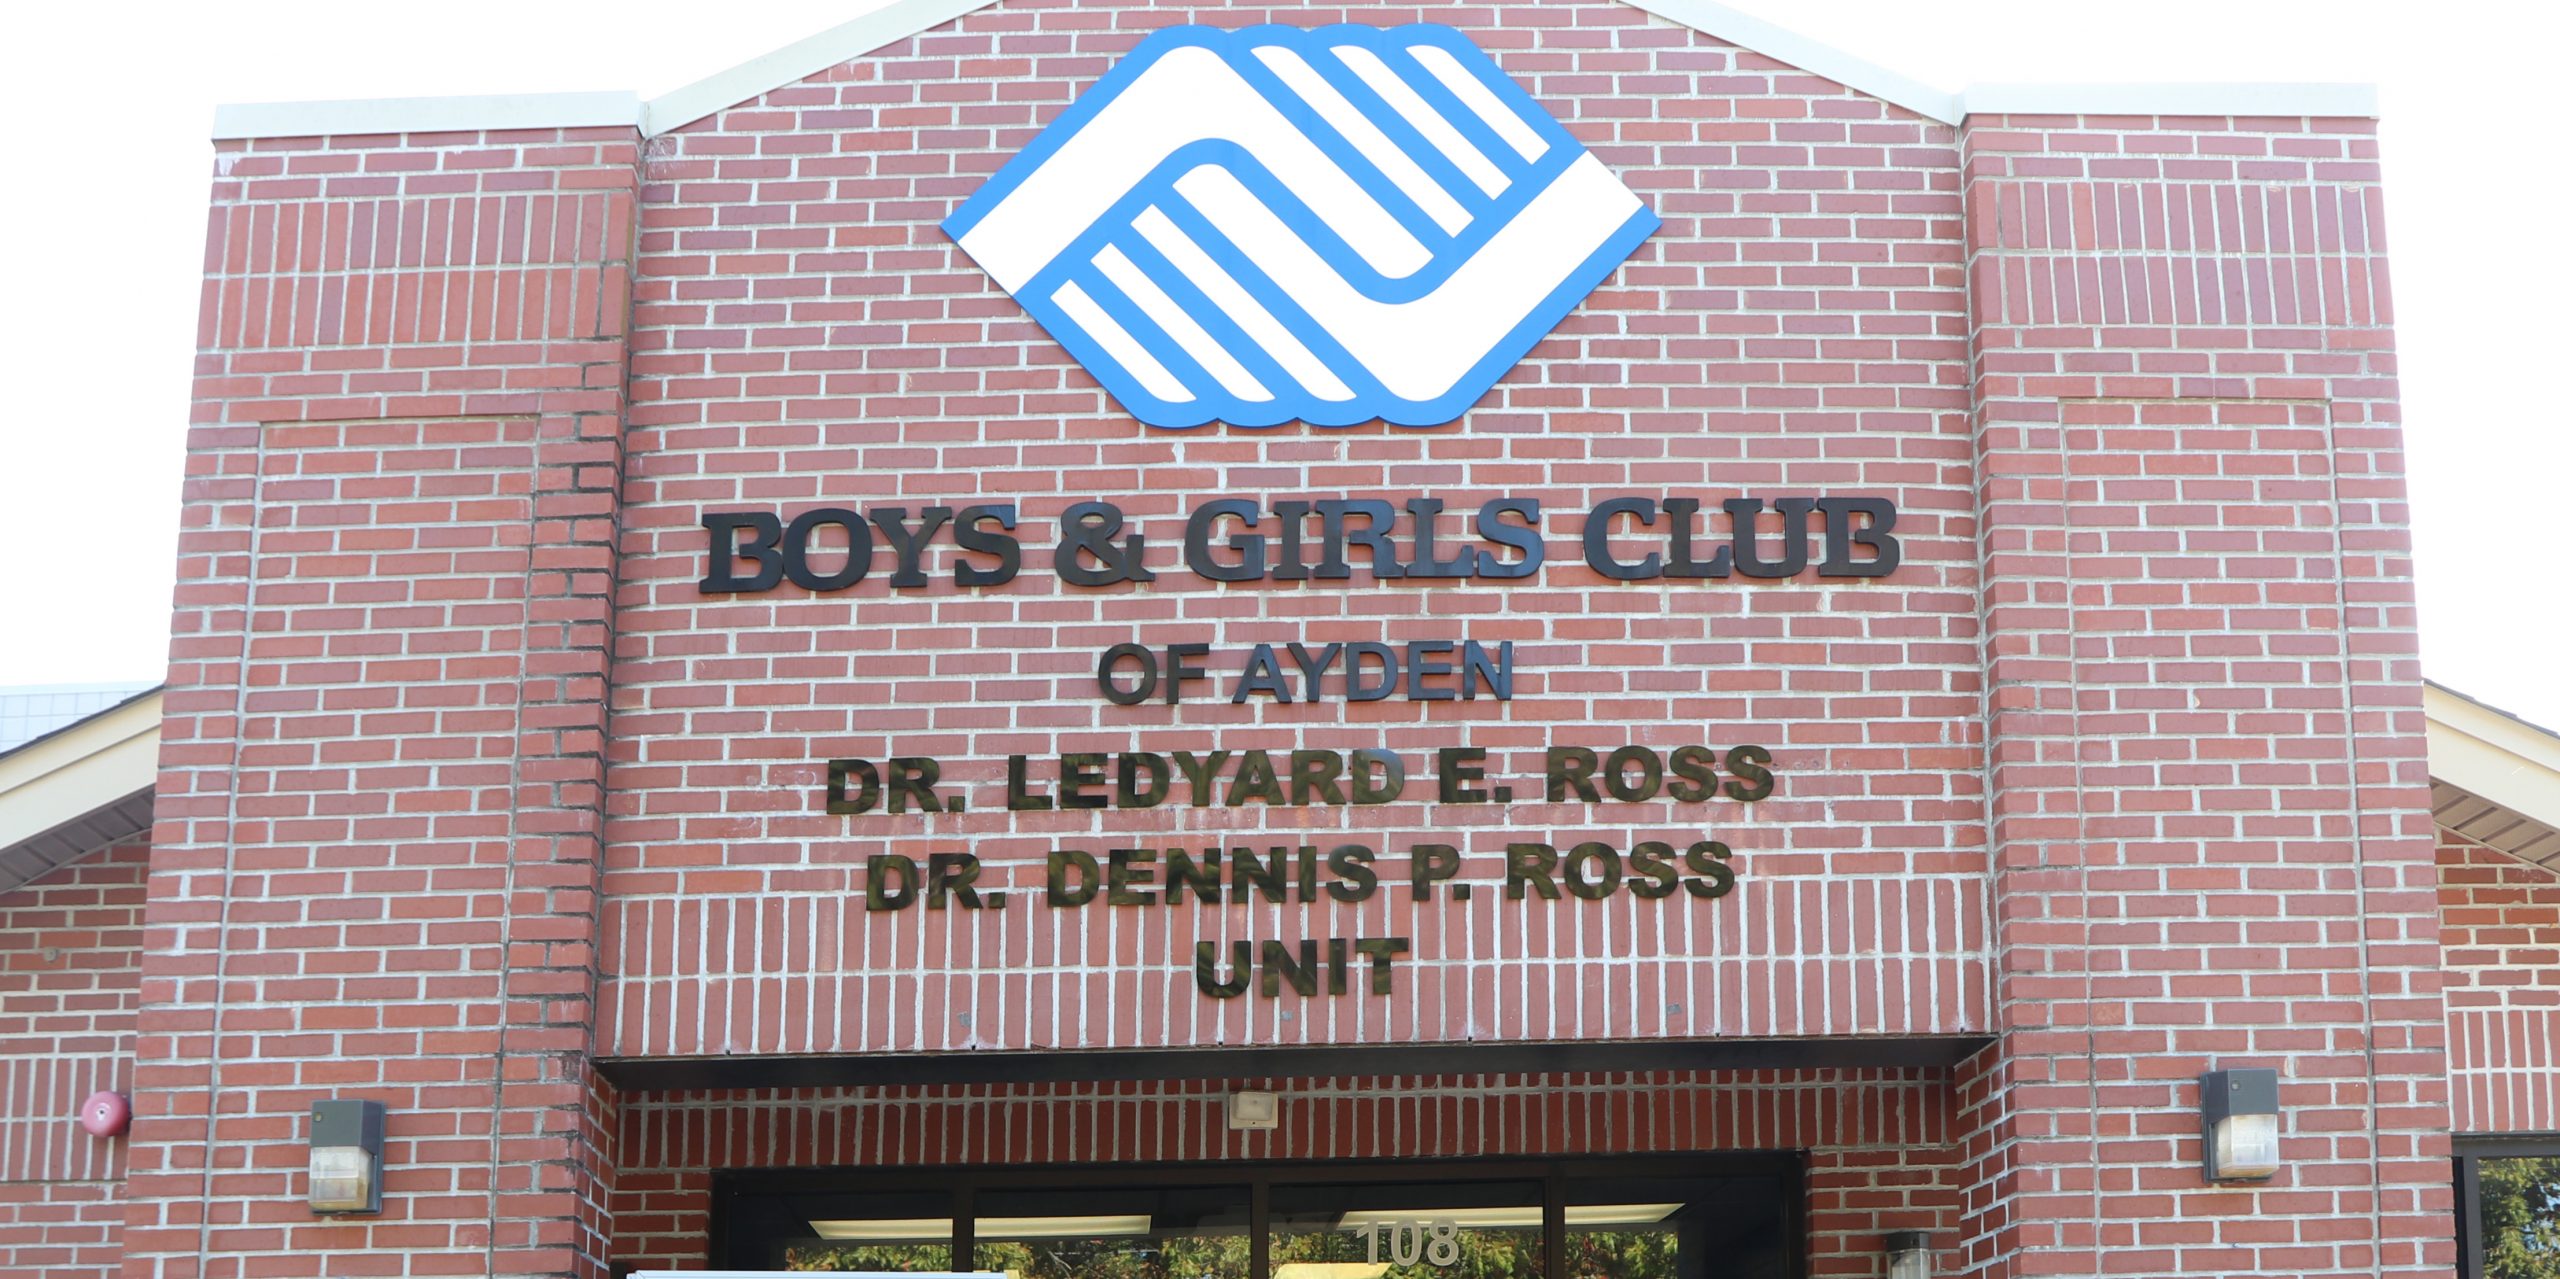 BOYS & GIRLS CLUB
OF AYDEN
DR. LEDYARD E. ROSS
DR. DENNIS P. ROSS
UNIT
108